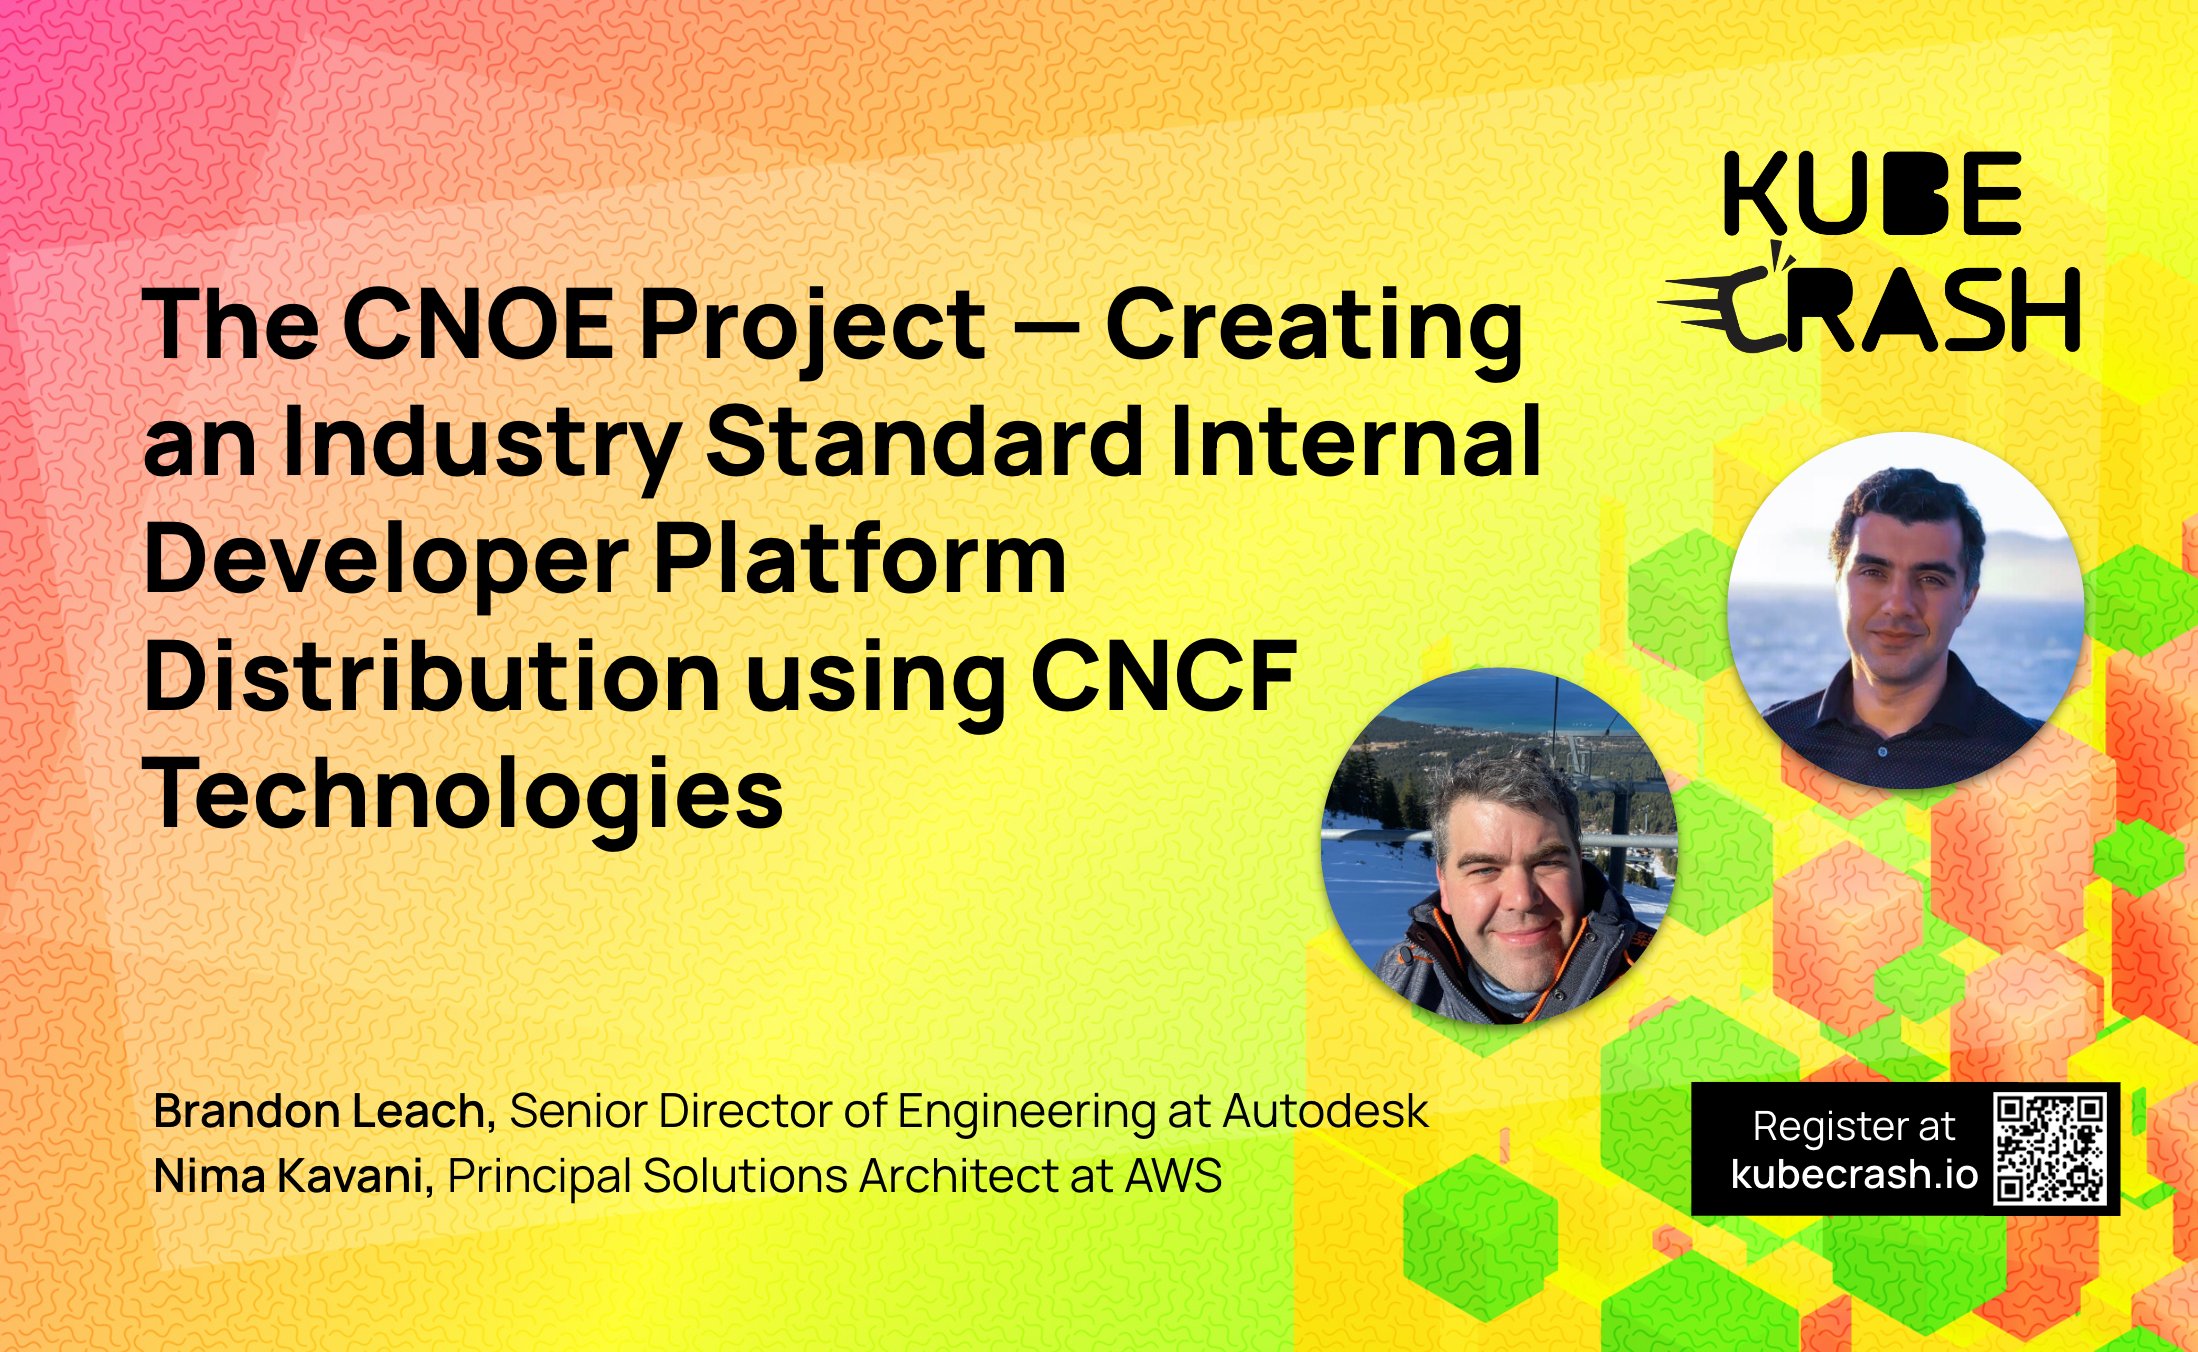 KUBE
CRASH
The CNOE Project — Creating
an Industry Standard Internal
Developer Platform
Distribution using CNCF
Technologies
Brandon Leach, Senior Director of Engineering at Autodesk
Nima Kavani, Principal Solutions Architect at AWS
Register at
kubecrash.io